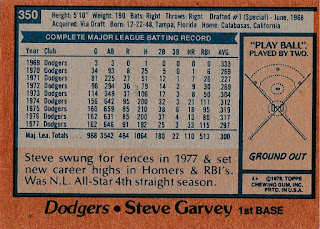 350
Height: 5'10" Weight: 190 Bats: Right Throws: Right Drafted: #1 (Special) - June, 1968
Acquired: Via Draft Born: 12-22-48, Tampa, Florida Home: Calabasas, California
COMPLETE MAJOR LEAGUE BATTING RECORD
G AB R H 2B 3B HR RBI AVG.
1969 Dodgers 3 3 0 1 0 0 0 0 .333
1970 Dodgers 34 93 8 25 5 0 1 6 .269
1971 Dodgers 81 225 27 51 12 1 7 26 .227
1972 Dodgers 96 294 36 79 14 2 9 30 .269
1973 Dodgers 114 349 37 106 17 3 8 50 .304
1974 Dodgers 156 642 95 200 32 3 21 111 .312
1975 Dodgers 160 659 85 210 38 6 18 95 .319
1976 Dodgers 162 631 85 200 37 4 13 80 .317
1977 Dodgers 162 646 91 192 25 3 33 115 .297
Maj. Lea. Totals 968 3542 464 1064 180 22 110 513 .300
"PLAY BALL"
PLAYED BY TWO.
GROUND OUT
Steve swung for fences in 1977 & set
new career highs in Homers & RBI's.
Was N.L. All-Star 4th straight season.
A★ © 1978 TOPPS
CHEWING GUM, INC.
PRTD. IN U.S.A.
Dodgers • Steve Garvey 1st BASE